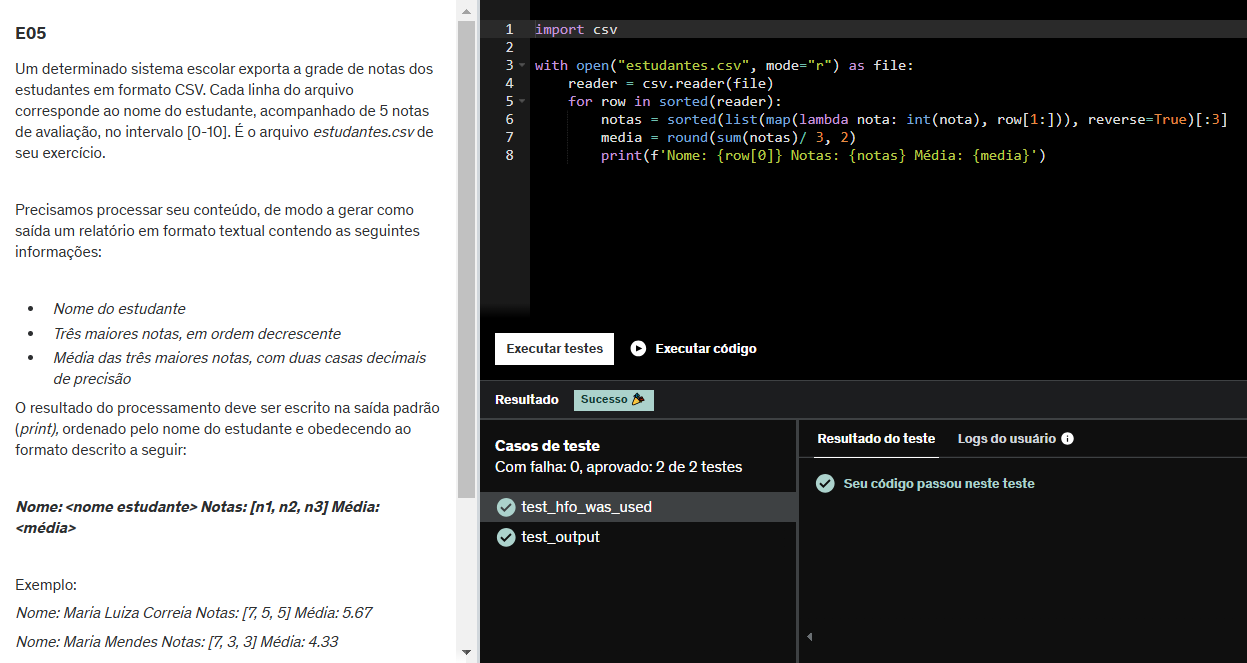 E05
Um determinado sistema escolar exporta a grade de notas dos
estudantes em formato CSV. Cada linha do arquivo
corresponde ao nome do estudante, acompanhado de 5 notas
de avaliação, no intervalo [0-10]. É o arquivo estudantes.csv de
seu exercício.
Precisamos processar seu conteúdo, de modo a gerar como
saída um relatório em formato textual contendo as seguintes
informações:
• Nome do estudante
• Três maiores notas, em ordem decrescente
• Média das três maiores notas, com duas casas decimais
de precisão
O resultado do processamento deve ser escrito na saída padrão
(print), ordenado pelo nome do estudante e obedecendo ao
formato descrito a seguir:
Nome: <nome estudante> Notas: [n1, n2, n3] Média:
<média>
Exemplo:
Nome: Maria Luiza Correia Notas: [7, 5, 5] Média: 5.67
Nome: Maria Mendes Notas: [7, 3, 3] Média: 4.33
1 import csv
2
3 with open("estudantes.csv", mode="r") as file:
4     reader = csv.reader(file)
5     for row in sorted(reader):
6         notas = sorted(list(map(lambda nota: int(nota), row[1:])), reverse=True)[:3]
7         media = round(sum(notas)/ 3, 2)
8         print(f'Nome: {row[0]} Notas: {notas} Média: {media}')
Executar testes Executar código
Resultado Sucesso
Casos de teste
Com falha: 0, aprovado: 2 de 2 testes
test_hfo_was_used
test_output
Resultado do teste Logs do usuário
Seu código passou neste teste